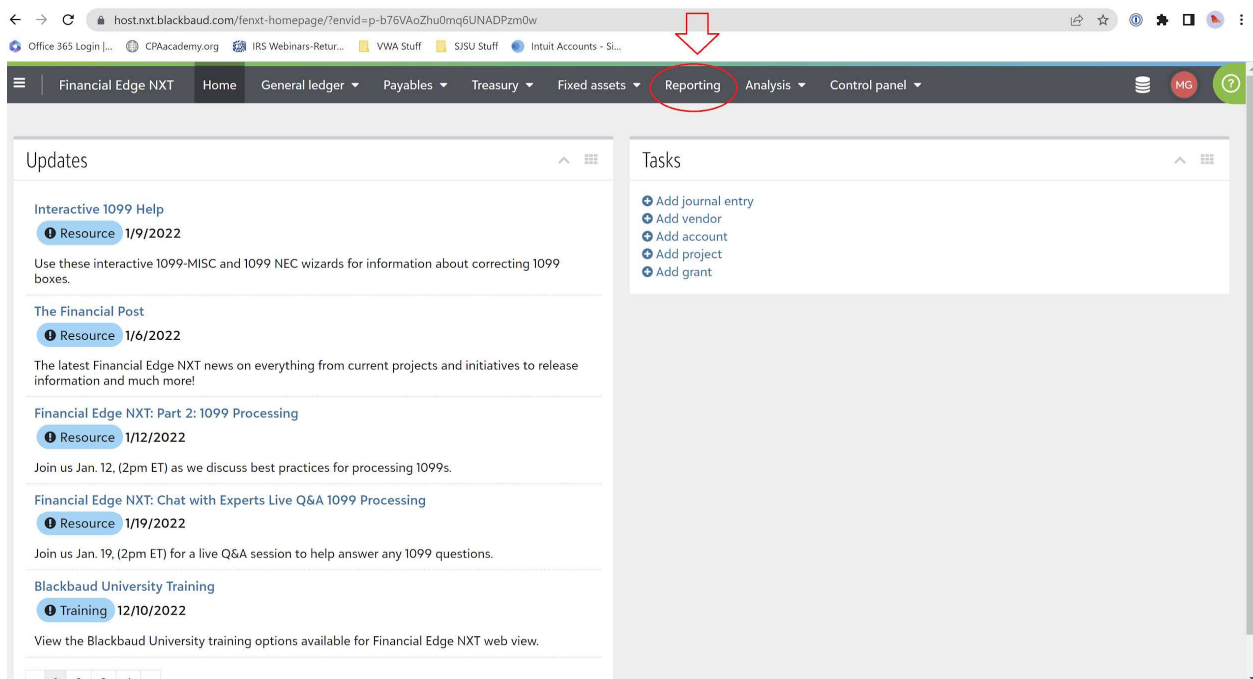 host.nxt.blackbaud.com/fenxt-homepage/?envid=p-b76VAoZhu0mq6UNADPzm0w
Office 365 Login |... CPAacademy.org IRS Webinars-Retur... VWA Stuff SJSU Stuff Intuit Accounts - Si...
Financial Edge NXT Home General ledger Payables Treasury Fixed assets Reporting Analysis Control panel MG ?
Updates
Interactive 1099 Help
Resource 1/9/2022
Use these interactive 1099-MISC and 1099 NEC wizards for information about correcting 1099
boxes.
The Financial Post
Resource 1/6/2022
The latest Financial Edge NXT news on everything from current projects and initiatives to release
information and much more!
Financial Edge NXT: Part 2: 1099 Processing
Resource 1/12/2022
Join us Jan. 12, (2pm ET) as we discuss best practices for processing 1099s.
Financial Edge NXT: Chat with Experts Live Q&A 1099 Processing
Resource 1/19/2022
Join us Jan. 19, (2pm ET) for a live Q&A session to help answer any 1099 questions.
Blackbaud University Training
Training 12/10/2022
View the Blackbaud University training options available for Financial Edge NXT web view.
Tasks
Add journal entry
Add vendor
Add account
Add project
Add grant